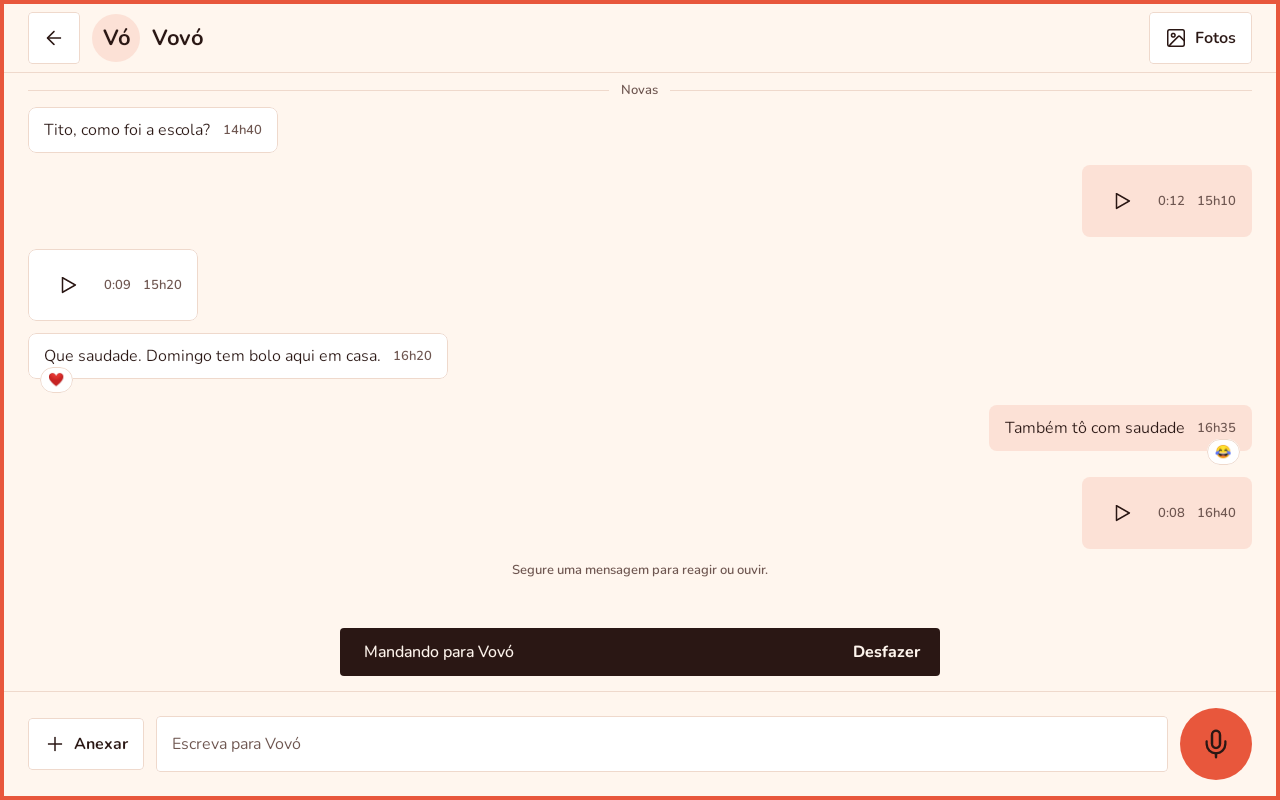 Vó Vovó
Fotos
Novas
Tito, como foi a escola? 14h40
0:12 15h10
0:09 15h20
Que saudade. Domingo tem bolo aqui em casa. 16h20
❤️
Também tô com saudade 16h35
😂
0:08 16h40
Segure uma mensagem para reagir ou ouvir.
Mandando para Vovó Desfazer
Anexar
Escreva para Vovó